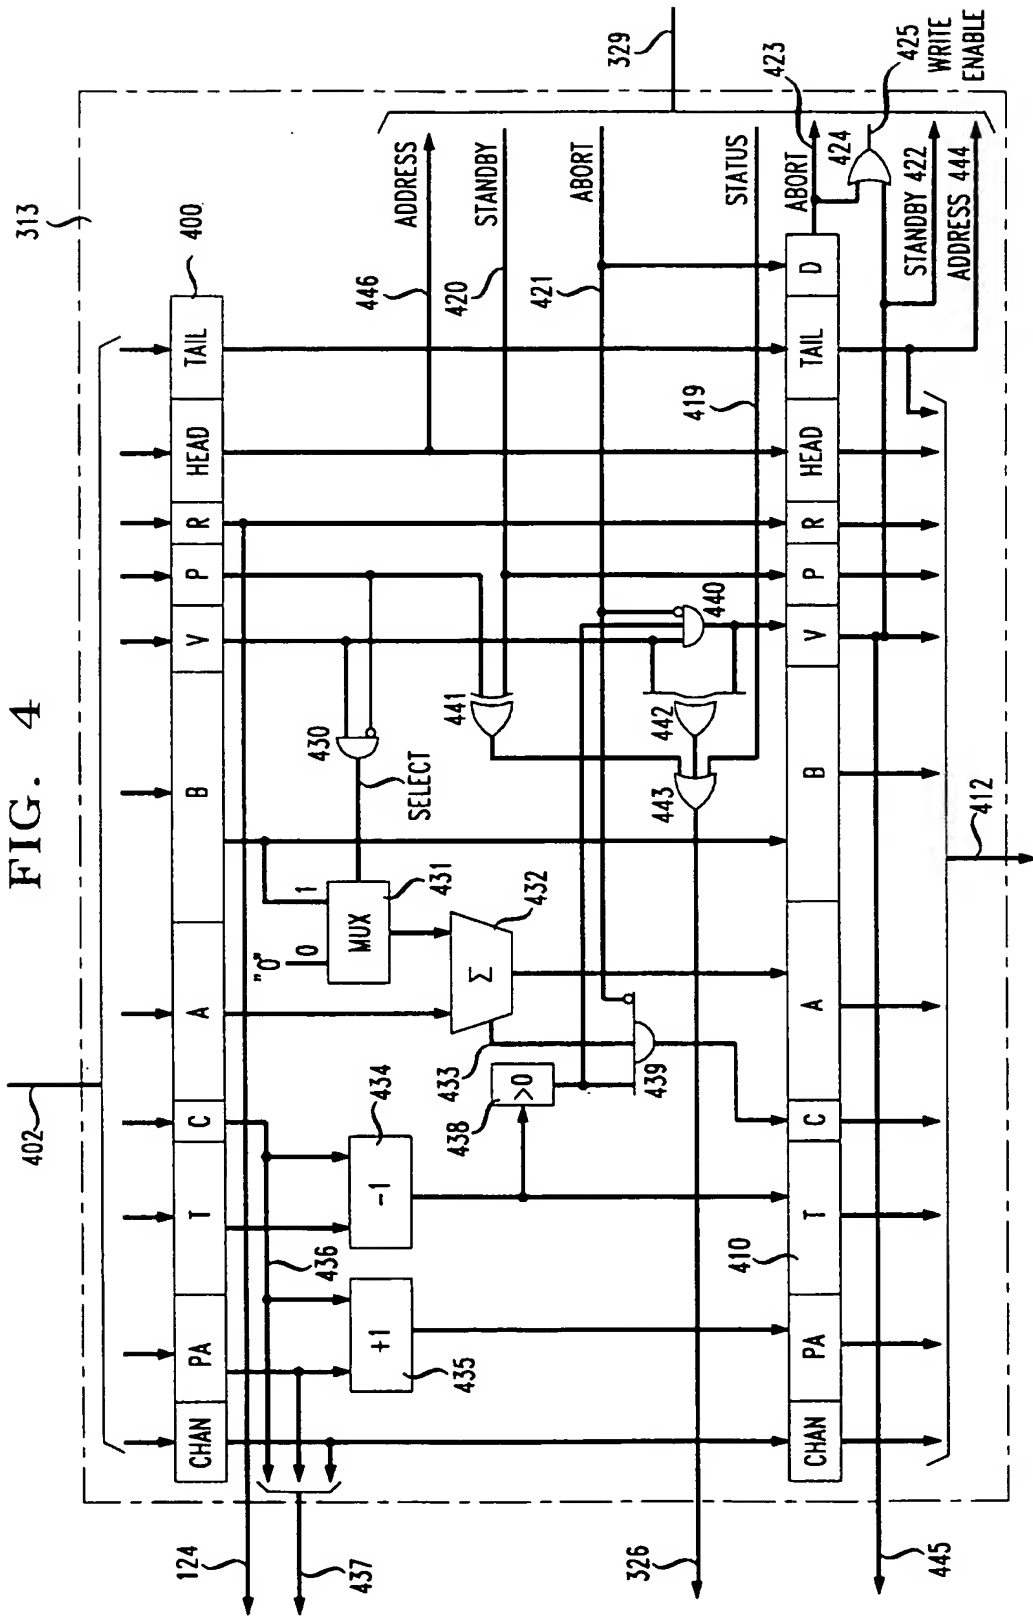 FIG. 4
313
402
400
CHAN
PA
T
C
A
B
V
P
R
HEAD
TAIL
124
437
436
"0"
0
1
MUX
431
430
SELECT
446
ADDRESS
420
STANDBY
421
ABORT
329
+1
435
-1
434
Σ
432
433
>0
438
439
441
442
443
440
419
STATUS
326
410
CHAN
PA
T
C
A
B
V
P
R
HEAD
TAIL
D
ABORT
423
424
425
WRITE
ENABLE
STANDBY 422
ADDRESS 444
445
412